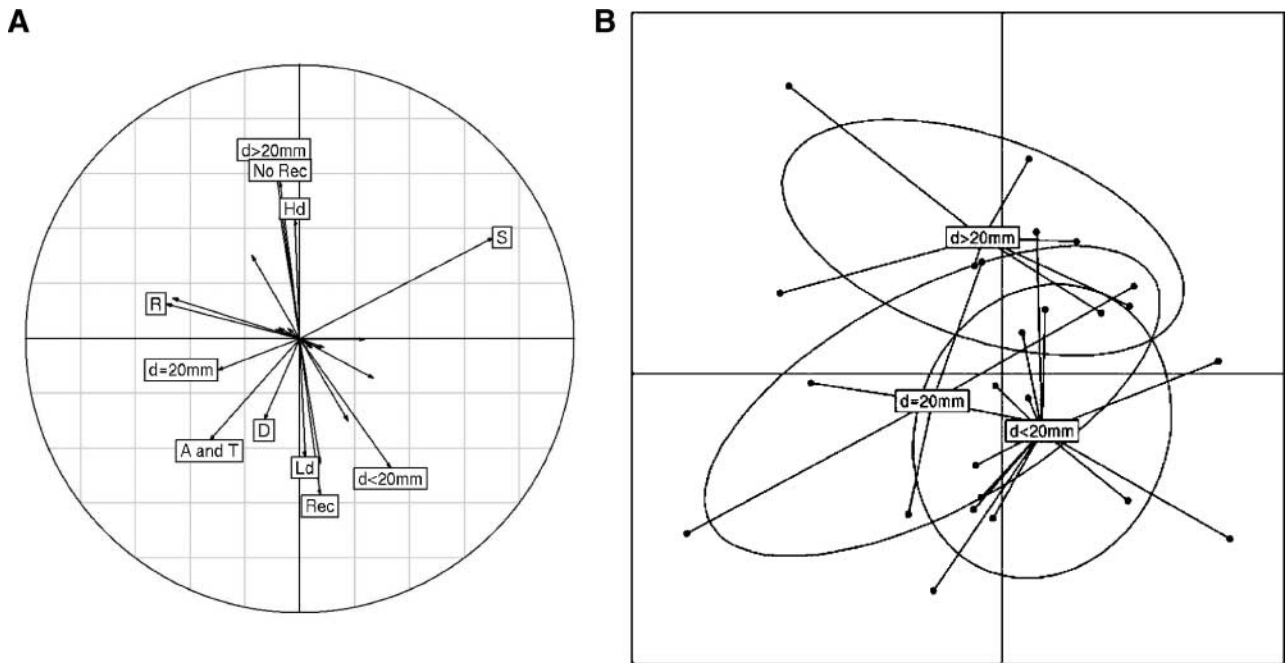 A
d>20mm
No Rec
Hd
S
R
d=20mm
D
A and T
Ld
d<20mm
Rec
B
d>20mm
d=20mm
d<20mm